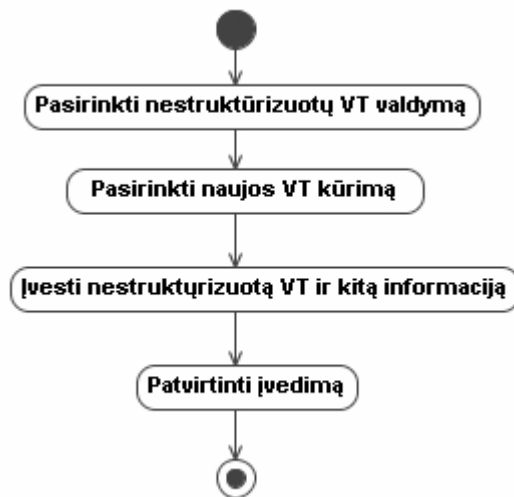 Pasirinkti nestruktūrizuotų VT valdymą
Pasirinkti naujos VT kūrimą
Įvesti nestruktųrizuotą VT ir kitą informaciją
Patvirtinti įvedimą